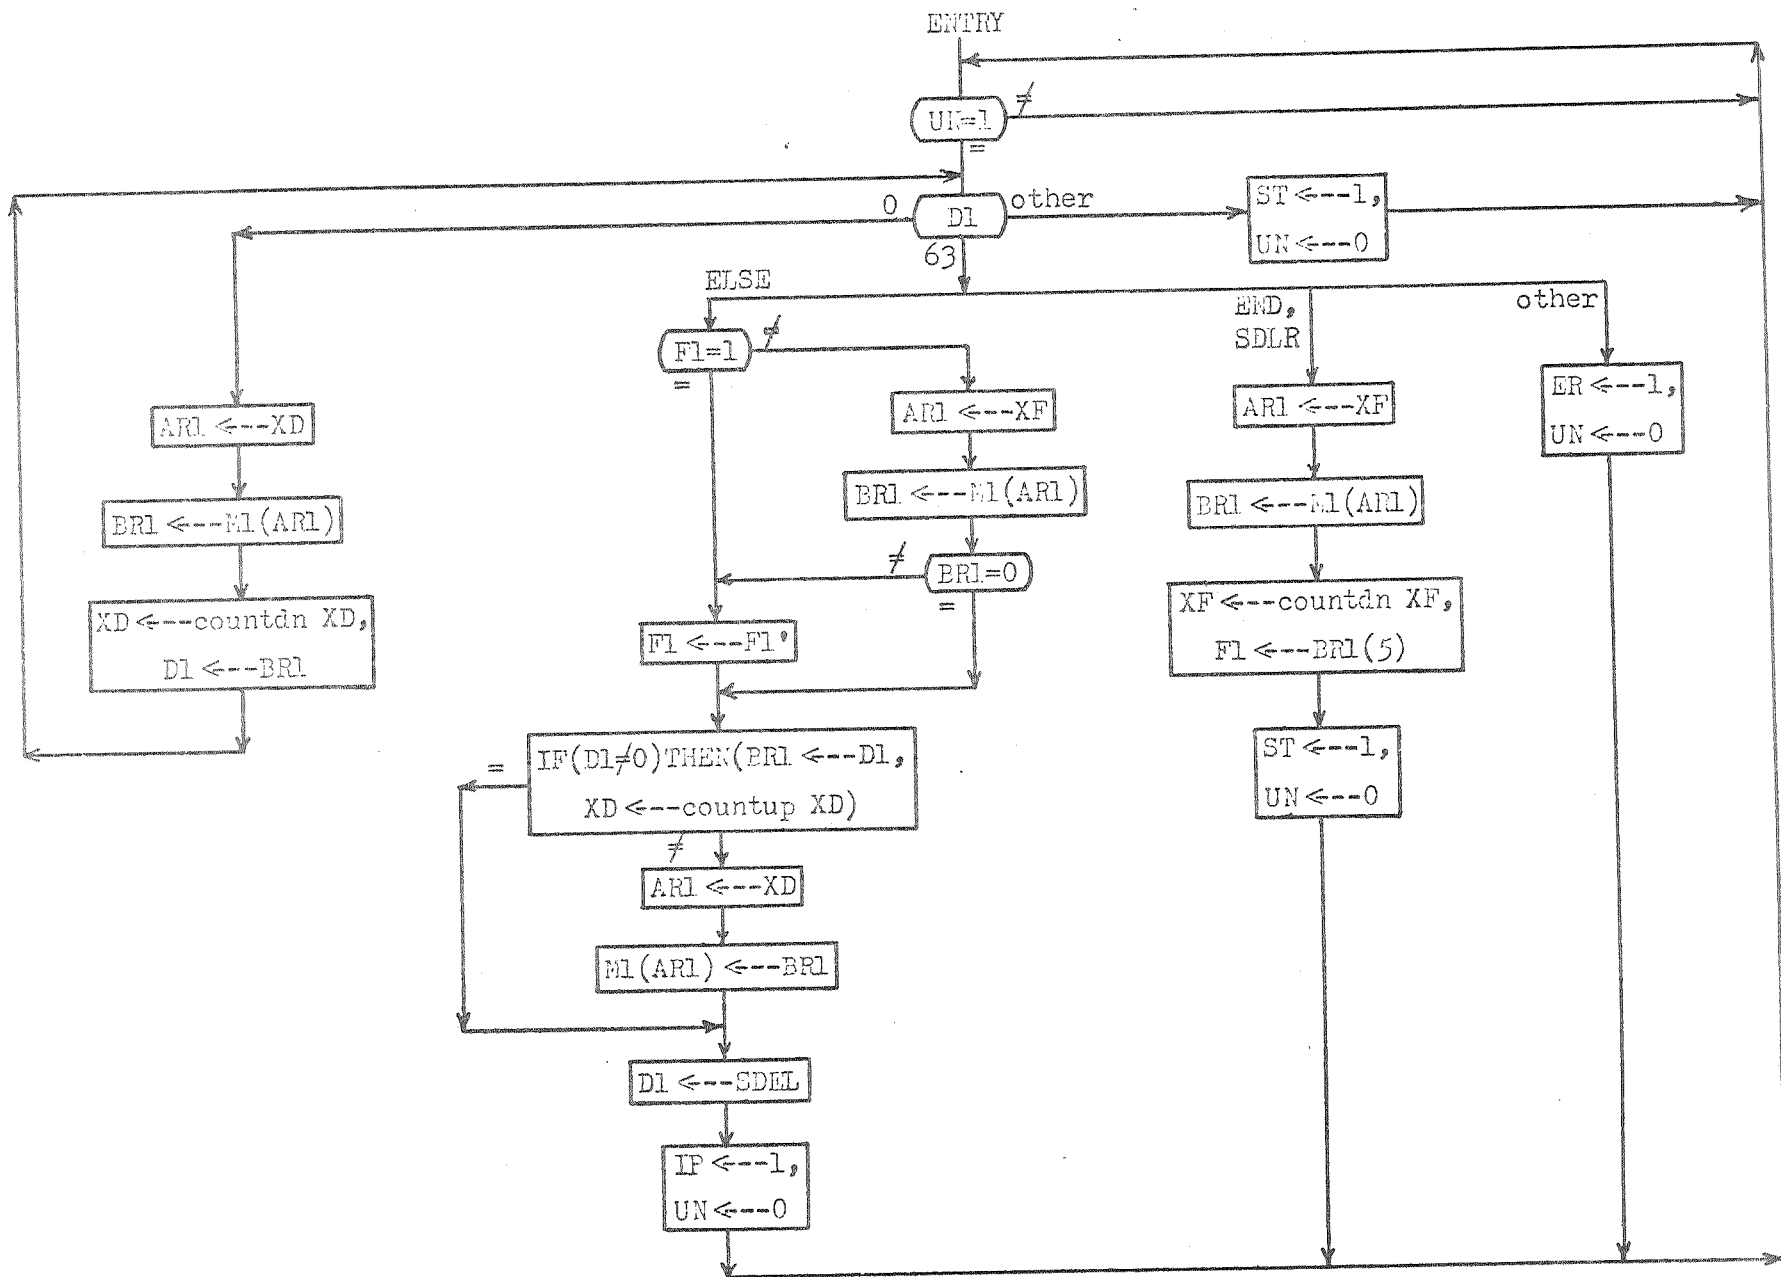 ENTRY
UN=1
≠
=
0
D1
other
63
ST<---1,
UN<---0
ELSE
F1=1
≠
=
END,
SDLR
other
AR1<---XD
BR1<---M1(AR1)
XD<---countdn XD,
D1<---BR1
AR1<---XF
BR1<---M1(AR1)
BR1=0
≠
=
F1<---F1'
IF(D1≠0)THEN(BR1<---D1,
XD<---countup XD)
=
≠
AR1<---XD
M1(AR1)<---BR1
D1<---SDEL
IP<---1,
UN<---0
AR1<---XF
BR1<---M1(AR1)
XF<---countdn XF,
F1<---BR1(5)
ST<---1,
UN<---0
ER<---1,
UN<---0